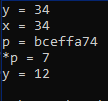 y = 34
x = 34
p = bceffa74
*p = 7
y = 12